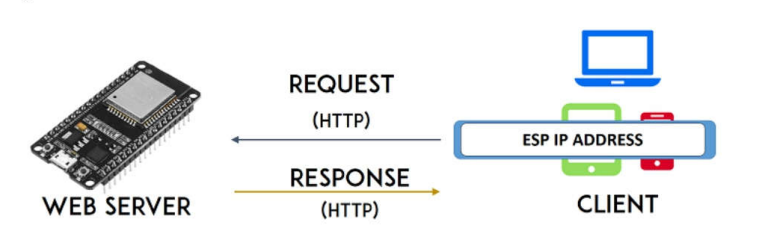 REQUEST
(HTTP)
ESP IP ADDRESS
RESPONSE
(HTTP)
WEB SERVER
CLIENT